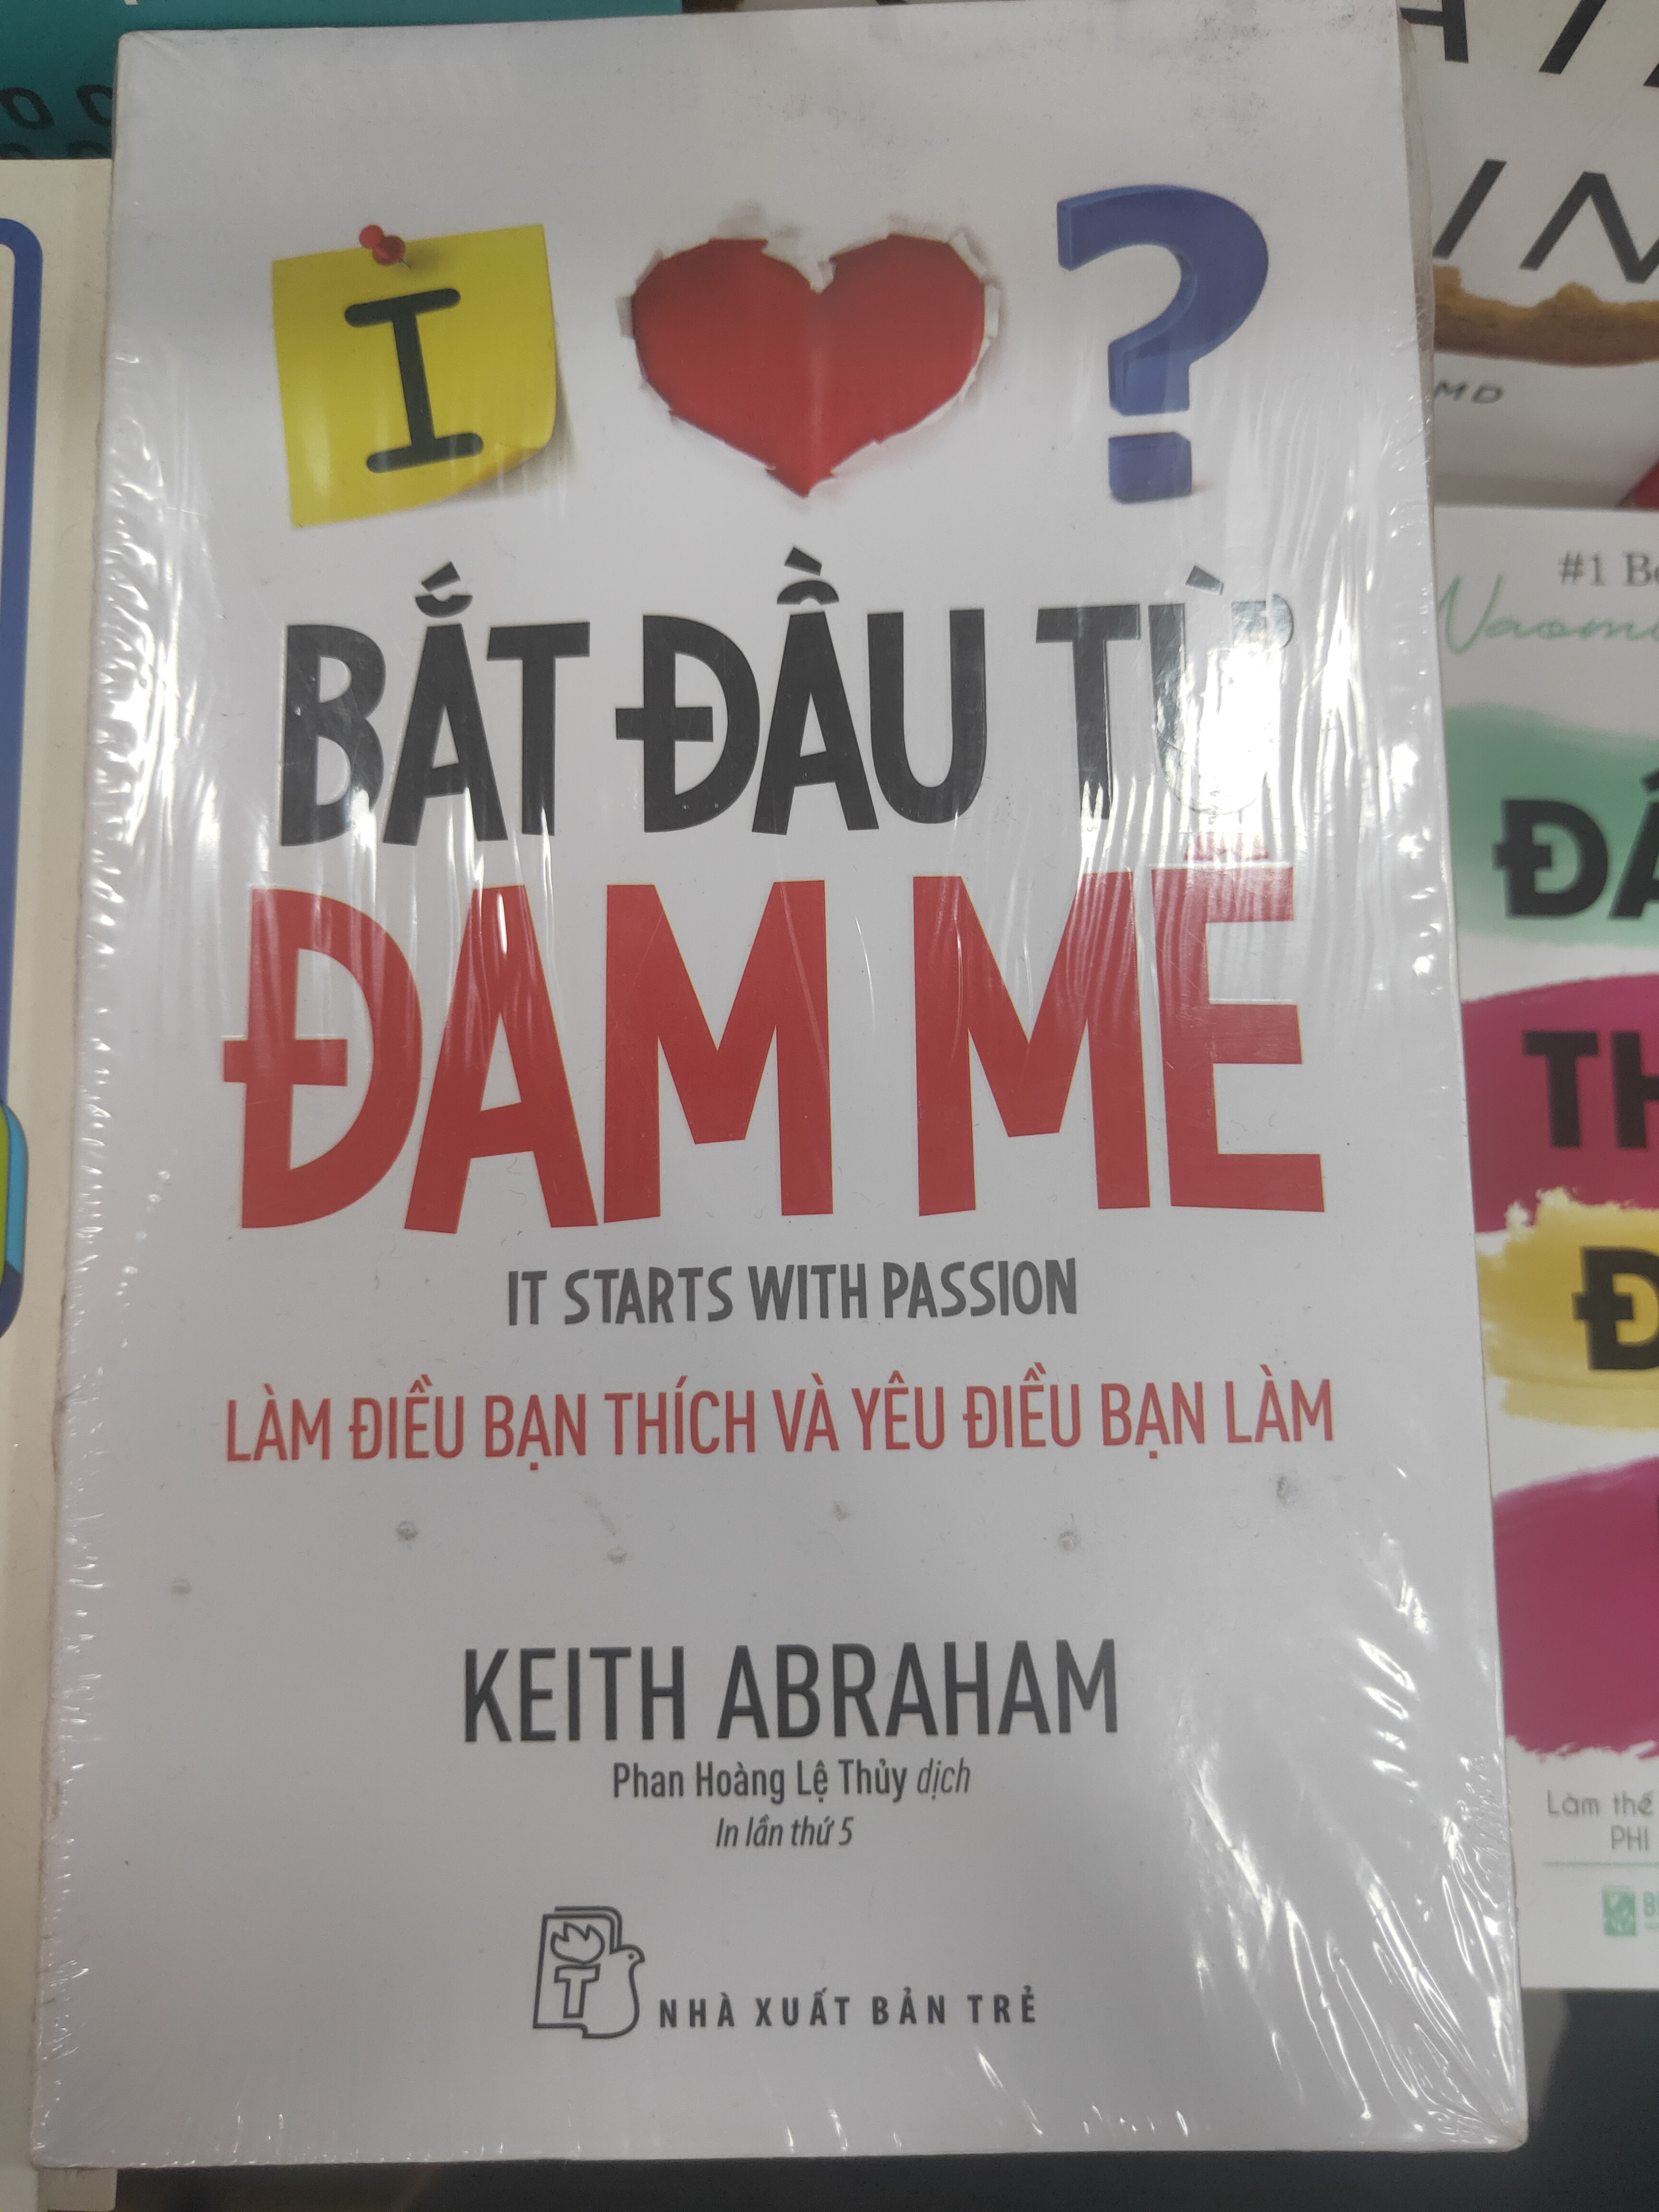 I ?
BẮT ĐẦU TỪ
ĐAM MÊ
IT STARTS WITH PASSION
LÀM ĐIỀU BẠN THÍCH VÀ YÊU ĐIỀU BẠN LÀM
KEITH ABRAHAM
Phan Hoàng Lệ Thủy dịch
In lần thứ 5
T
NHÀ XUẤT BẢN TRẺ
MD
#1
Làm thế
PHI